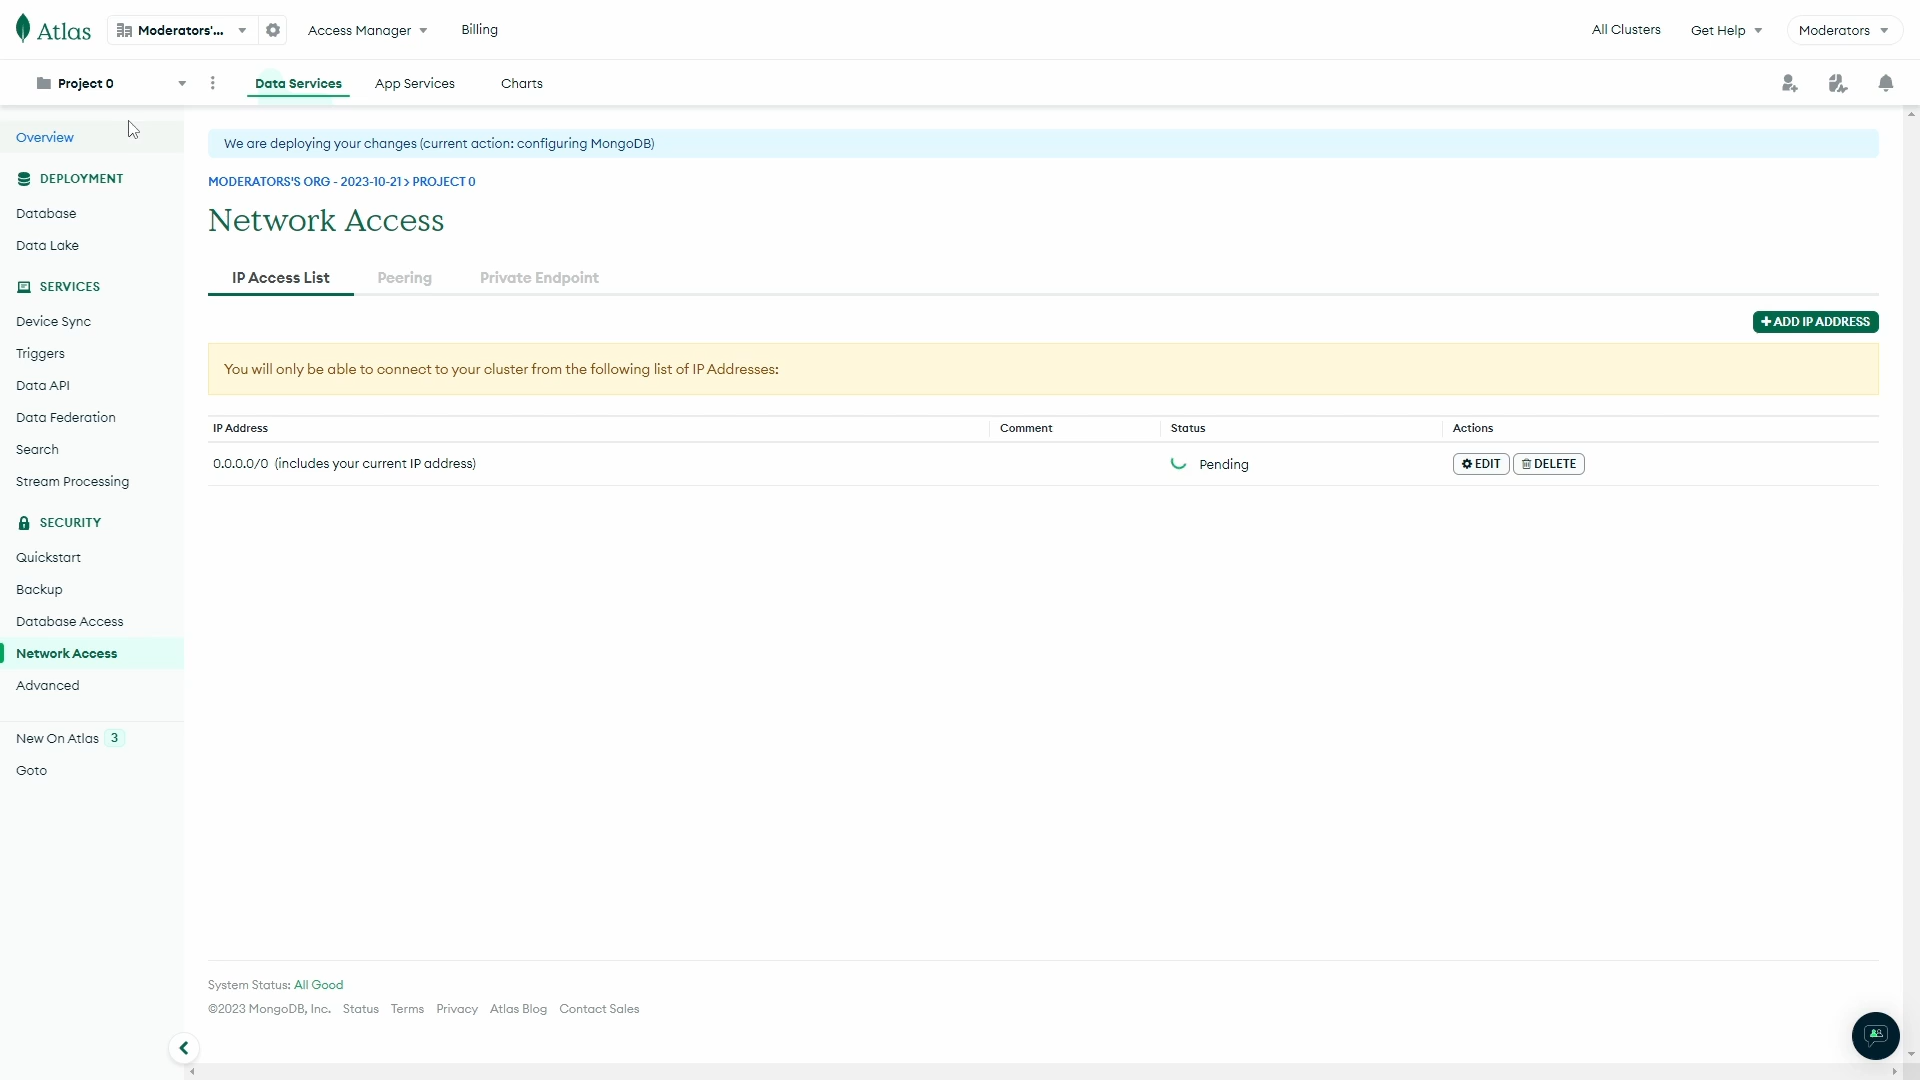 Atlas
Moderators'...
Access Manager
Billing
All Clusters
Get Help
Moderators
Project 0
Data Services
App Services
Charts
Overview
DEPLOYMENT
Database
Data Lake
SERVICES
Device Sync
Triggers
Data API
Data Federation
Search
Stream Processing
SECURITY
Quickstart
Backup
Database Access
Network Access
Advanced
New On Atlas 3
Goto
We are deploying your changes (current action: configuring MongoDB)
MODERATORS'S ORG - 2023-10-21 > PROJECT 0
Network Access
IP Access List
Peering
Private Endpoint
+ ADD IP ADDRESS
You will only be able to connect to your cluster from the following list of IP Addresses:
IP Address Comment Status Actions
0.0.0.0/0 (includes your current IP address) Pending EDIT DELETE
System Status: All Good
©2023 MongoDB, Inc. Status Terms Privacy Atlas Blog Contact Sales